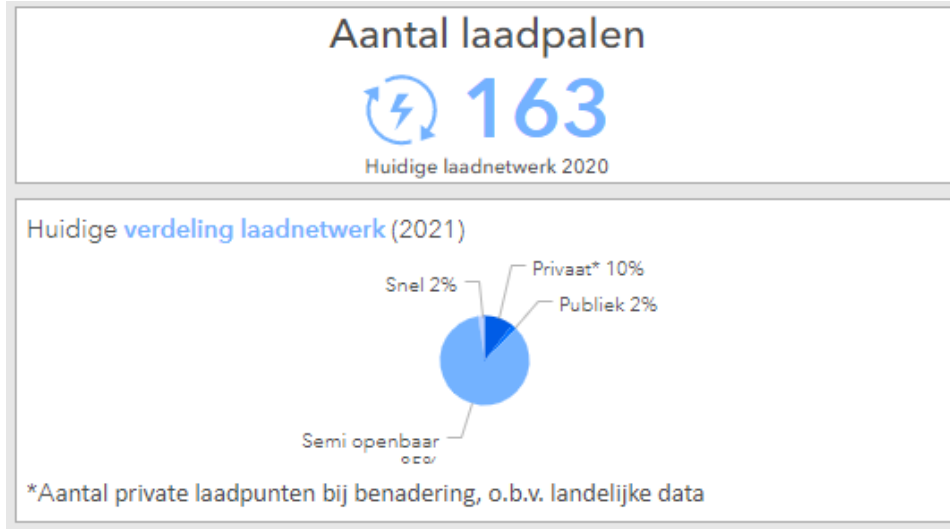 Aantal laadpalen
163
Huidige laadnetwerk 2020
Huidige verdeling laadnetwerk (2021)
Snel 2%
Privaat* 10%
Publiek 2%
Semi openbaar
*Aantal private laadpunten bij benadering, o.b.v. landelijke data